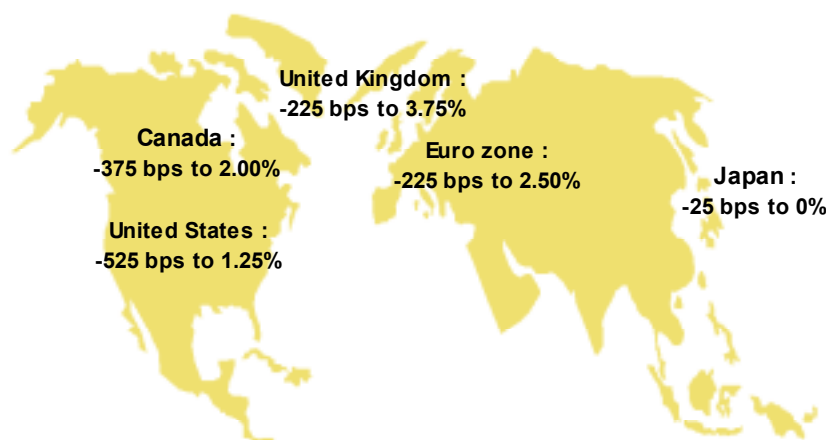 United Kingdom :
-225 bps to 3.75%
Canada :
-375 bps to 2.00%
Euro zone :
-225 bps to 2.50%
Japan :
-25 bps to 0%
United States :
-525 bps to 1.25%